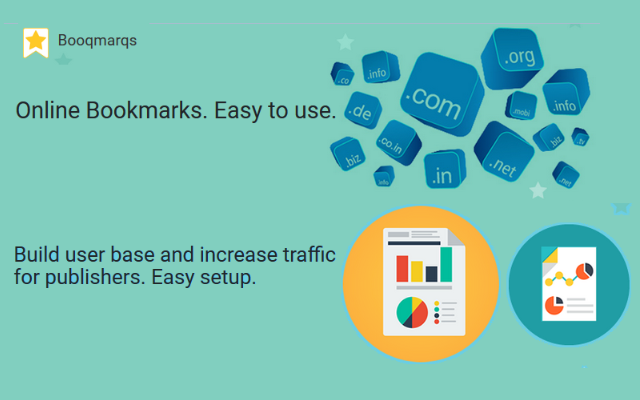 Booqmarqs
Online Bookmarks. Easy to use.
.co
.info
.com
.org
.de
.mobi
.info
.co.in
.biz
.in
.net
.biz
.tv
.info
.net
Build user base and increase traffic
for publishers. Easy setup.